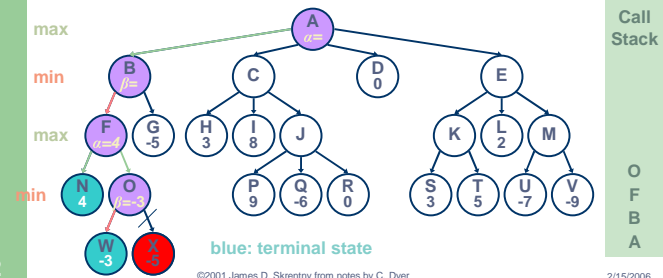 max
A
α=
Call
Stack
min
B
β=
C
D
0
E
max
F
α=4
G
-5
H
3
I
8
J
K
L
2
M
min
N
4
O
β=-3
P
9
Q
-6
R
0
S
3
T
5
U
-7
V
-9
O
F
B
A
W
-3
X
-5
blue: terminal state
©2001 James D. Skrentny from notes by C. Dyer
2/15/2006